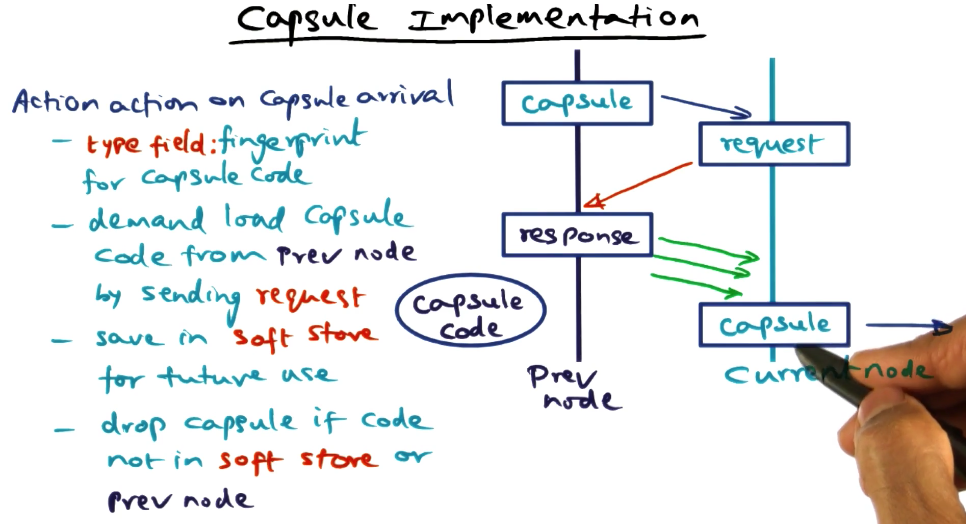 Capsule Implementation
Action action on Capsule arrival
- type field: fingerprint
for capsule code
- demand load Capsule
code from prev node
by sending request
- save in soft store
for future use
- drop capsule if code
not in soft store or
prev node
capsule
request
response
capsule
code
capsule
Prev
node
Current node